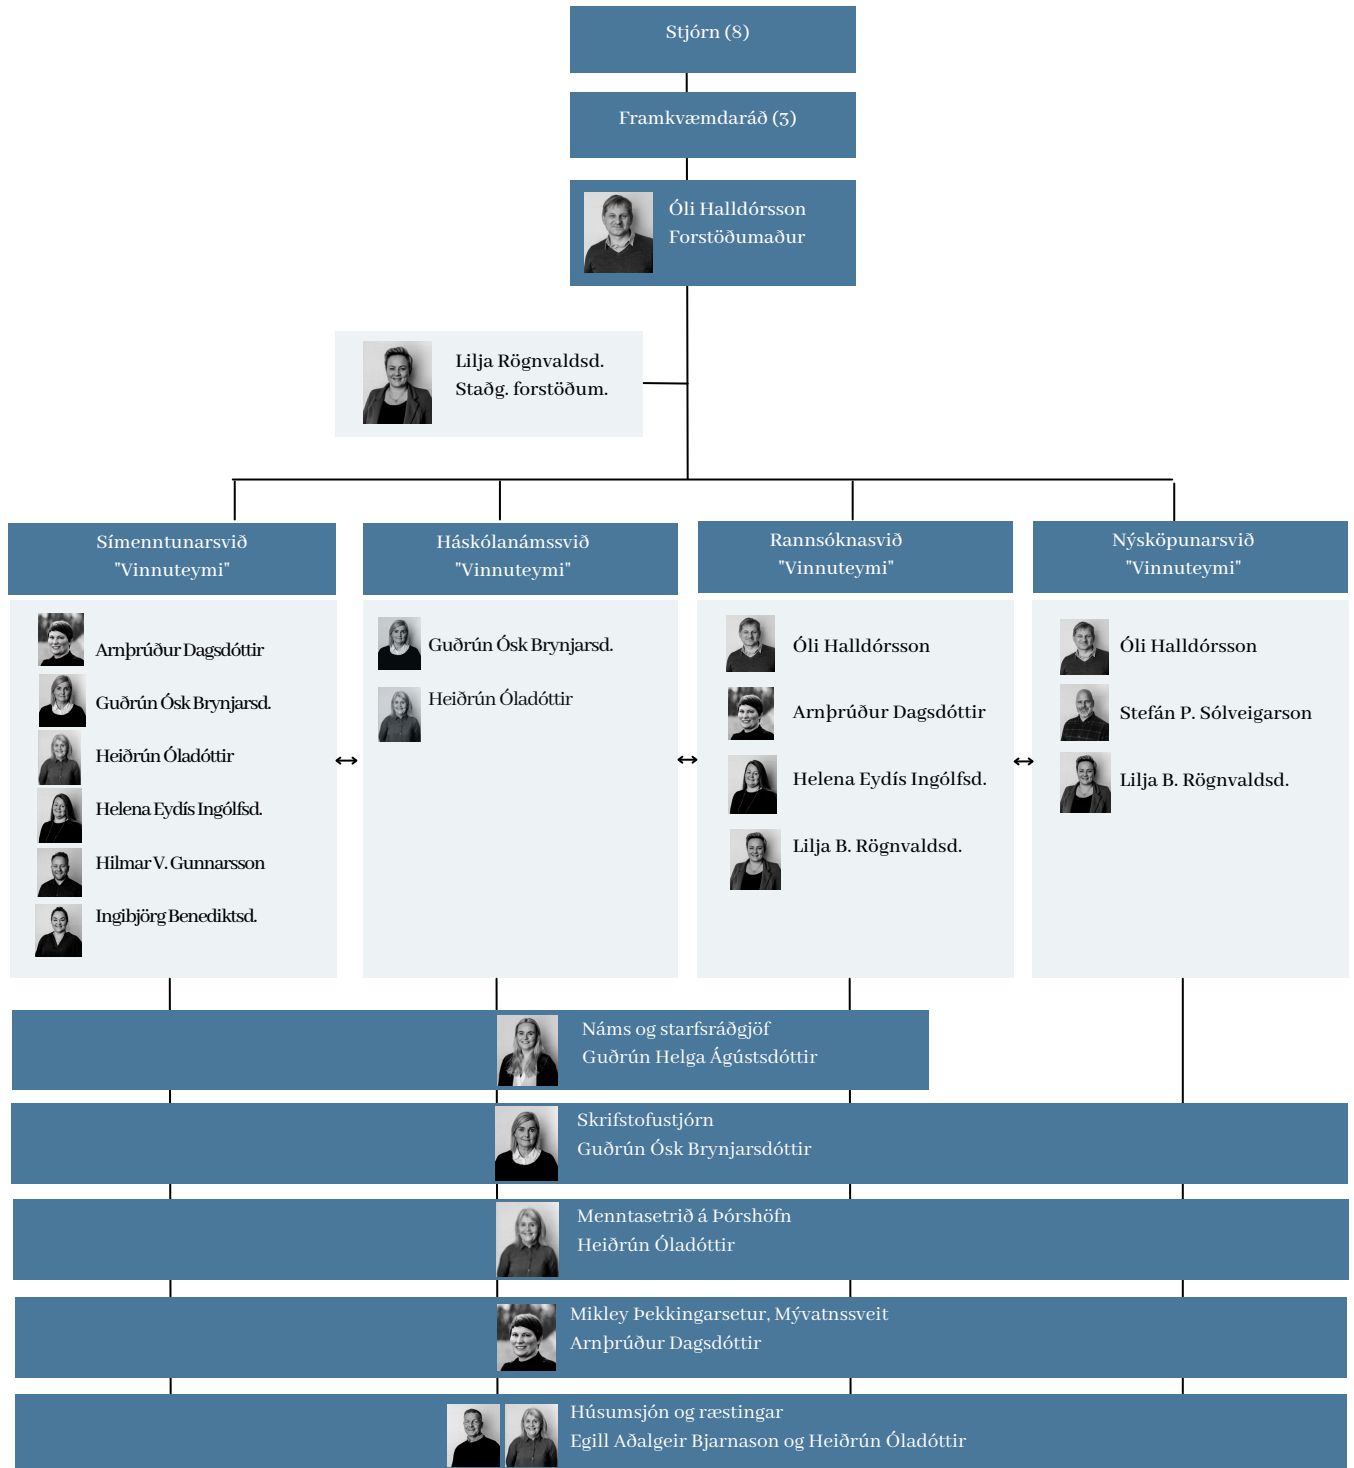 Stjórn (8)
Framkvæmdaráð (3)
Óli Halldórsson
Forstöðumaður
Lilja Rögnvaldsd.
Staðg. forstöðum.
Símenntunarsvið
"Vinnuteymi"
Arnþrúður Dagsdóttir
Guðrún Ósk Brynjarsd.
Heiðrún Óladóttir
Helena Eydís Ingólfsd.
Hilmar V. Gunnarsson
Ingibjörg Benediktsd.
Háskólanámssvið
"Vinnuteymi"
Guðrún Ósk Brynjarsd.
Heiðrún Óladóttir
Rannsóknasvið
"Vinnuteymi"
Óli Halldórsson
Arnþrúður Dagsdóttir
Helena Eydís Ingólfsd.
Lilja B. Rögnvaldsd.
Nýsköpunarsvið
"Vinnuteymi"
Óli Halldórsson
Stefán P. Sólveigarson
Lilja B. Rögnvaldsd.
Náms og starfsráðgjöf
Guðrún Helga Ágústsdóttir
Skrifstofustjórn
Guðrún Ósk Brynjarsdóttir
Menntasetrið á Þórshöfn
Heiðrún Óladóttir
Mikley Þekkingarsetur, Mývatnssveit
Arnþrúður Dagsdóttir
Húsumsjón og ræstingar
Egill Aðalgeir Bjarnason og Heiðrún Óladóttir